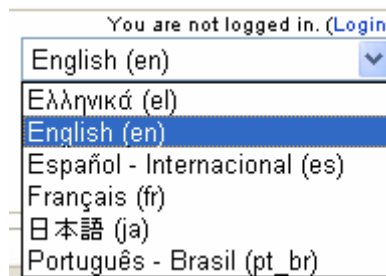 You are not logged in. (Login
English (en)
Ελληνικά (el)
English (en)
Español - Internacional (es)
Français (fr)
日本語 (ja)
Português - Brasil (pt_br)